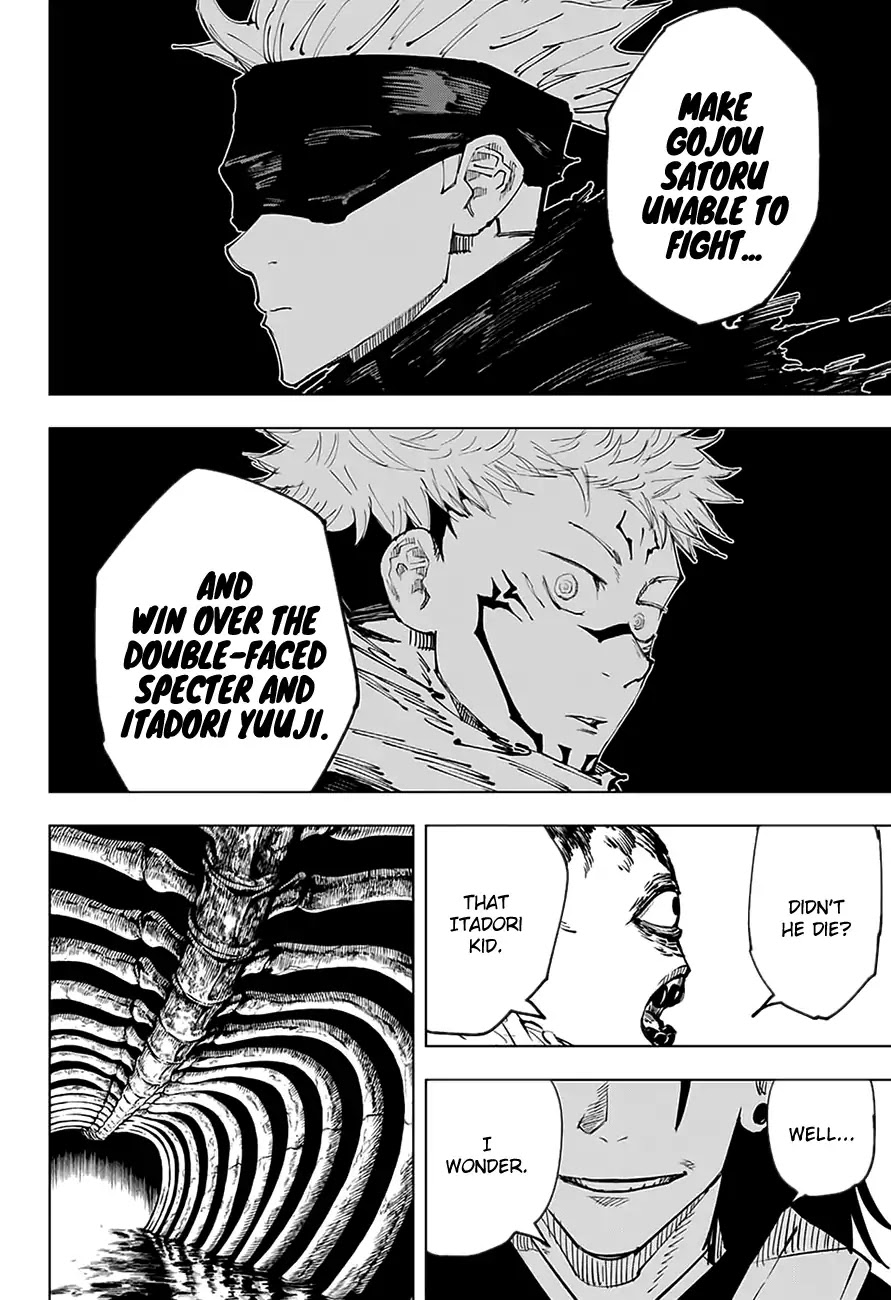 MAKE
GOJOU
SATORU
UNABLE TO
FIGHT...
AND
WIN OVER THE
DOUBLE-FACED
SPECTER AND
ITADORI YUUJI.
DIDN'T
HE DIE?
THAT
ITADORI
KID.
WELL...
I
WONDER.